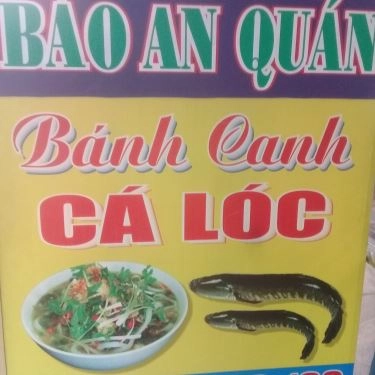 BAO AN QUÁN
Bánh Canh
CÁ LÓC